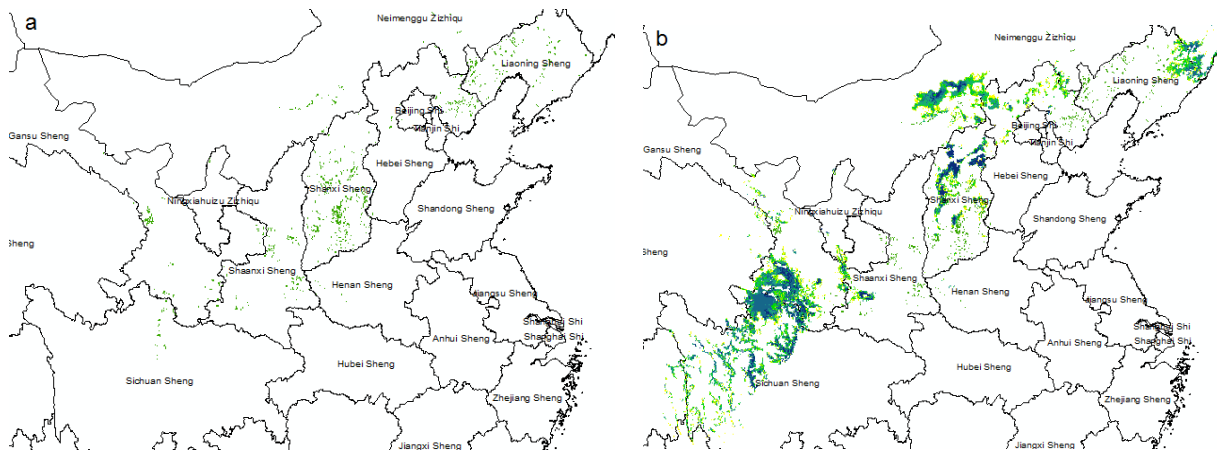 a
Neimenggu Zizhiqu
Liaoning Sheng
Beijing Shi
Tianjin Shi
Gansu Sheng
Hebei Sheng
Shanxi Sheng
Ningxiahuizu Zizhiqu
Shandong Sheng
Sheng
Shaanxi Sheng
Henan Sheng
Jiangsu Sheng
Shanghai Shi
Shanghai Shi
Anhui Sheng
Hubei Sheng
Sichuan Sheng
Zhejiang Sheng
Jiangxi Sheng
b
Neimenggu Zizhiqu
Liaoning Sheng
Beijing Shi
Tianjin Shi
Gansu Sheng
Hebei Sheng
Shanxi Sheng
Ningxiahuizu Zizhiqu
Shandong Sheng
Sheng
Shaanxi Sheng
Henan Sheng
Jiangsu Sheng
Shanghai Shi
Shanghai Shi
Anhui Sheng
Hubei Sheng
Sichuan Sheng
Zhejiang Sheng
Jiangxi Sheng